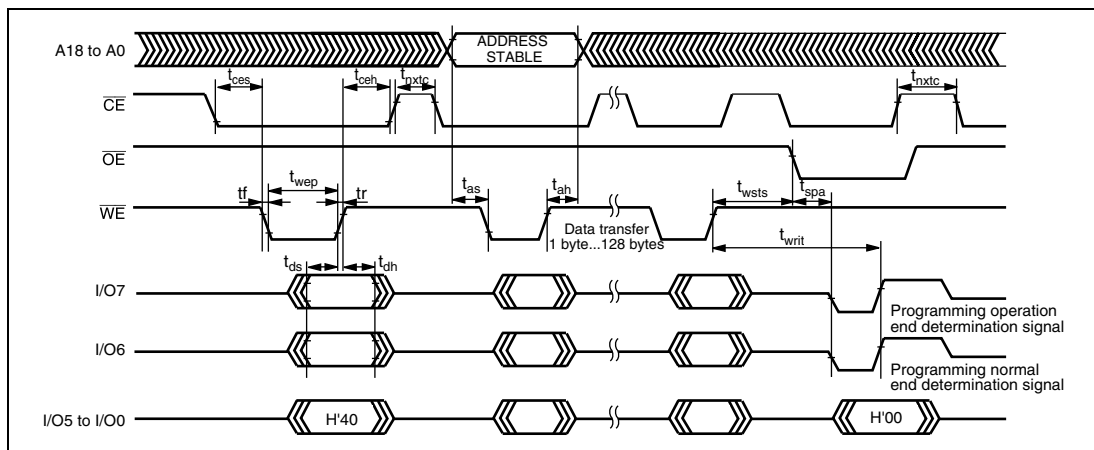 A18 to A0
ADDRESS
STABLE
tces
tceh
tnxtc
tnxtc
CE
OE
twep
tf
tr
tas
tah
twsts
tspa
WE
Data transfer
1 byte...128 bytes
twrit
tds
tdh
I/O7
Programming operation
end determination signal
I/O6
Programming normal
end determination signal
I/O5 to I/O0
H'40
H'00